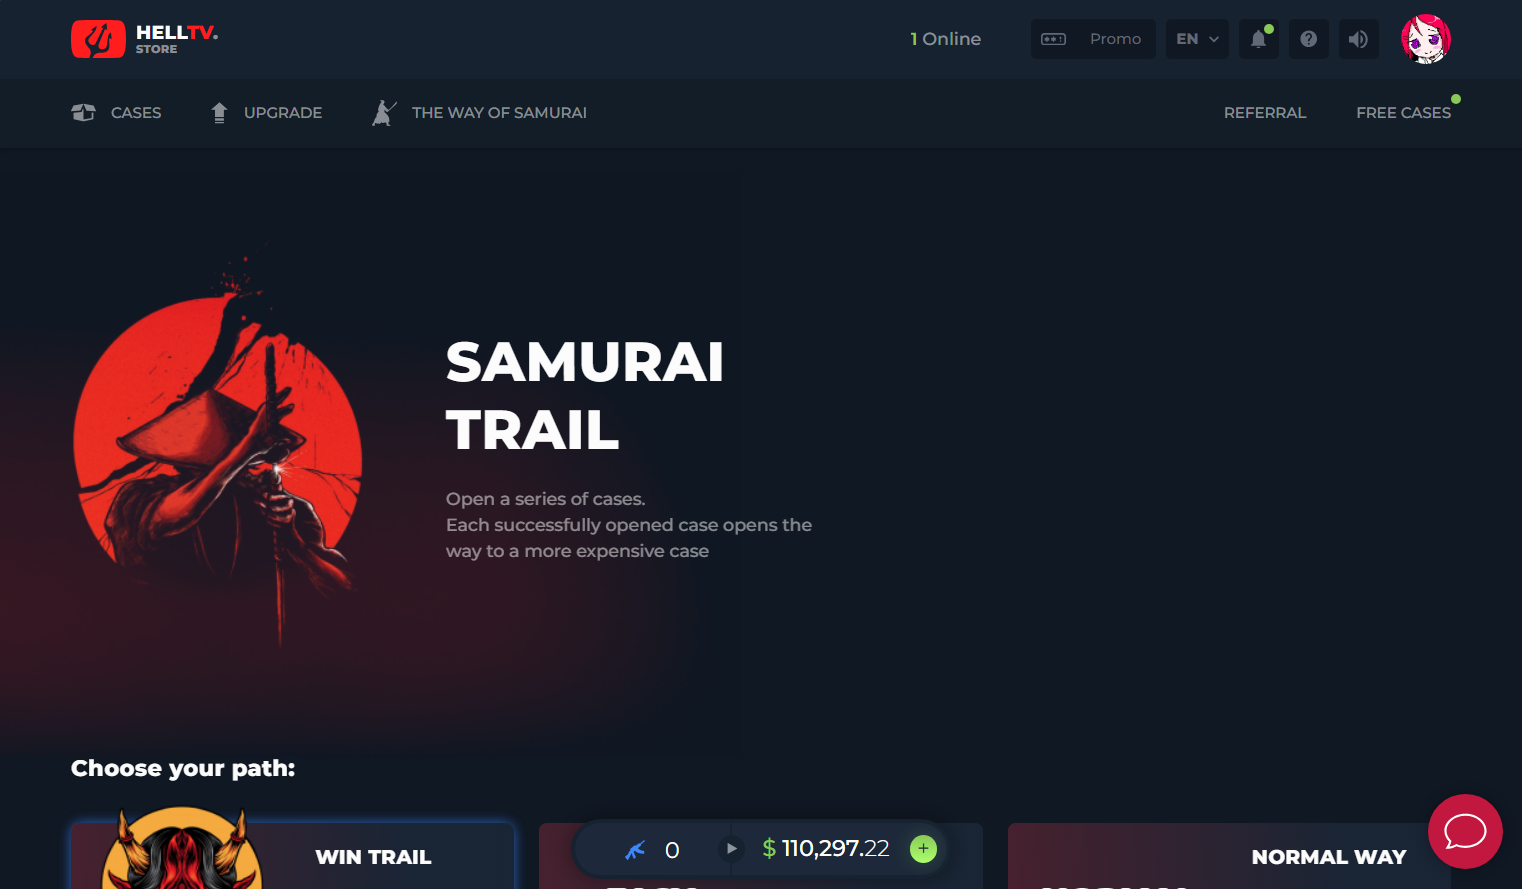 HELLTV.
STORE
1 Online
Promo
EN
CASES
UPGRADE
THE WAY OF SAMURAI
REFERRAL
FREE CASES
SAMURAI
TRAIL
Open a series of cases.
Each successfully opened case opens the
way to a more expensive case
Choose your path:
WIN TRAIL
0
$ 110,297.22
NORMAL WAY